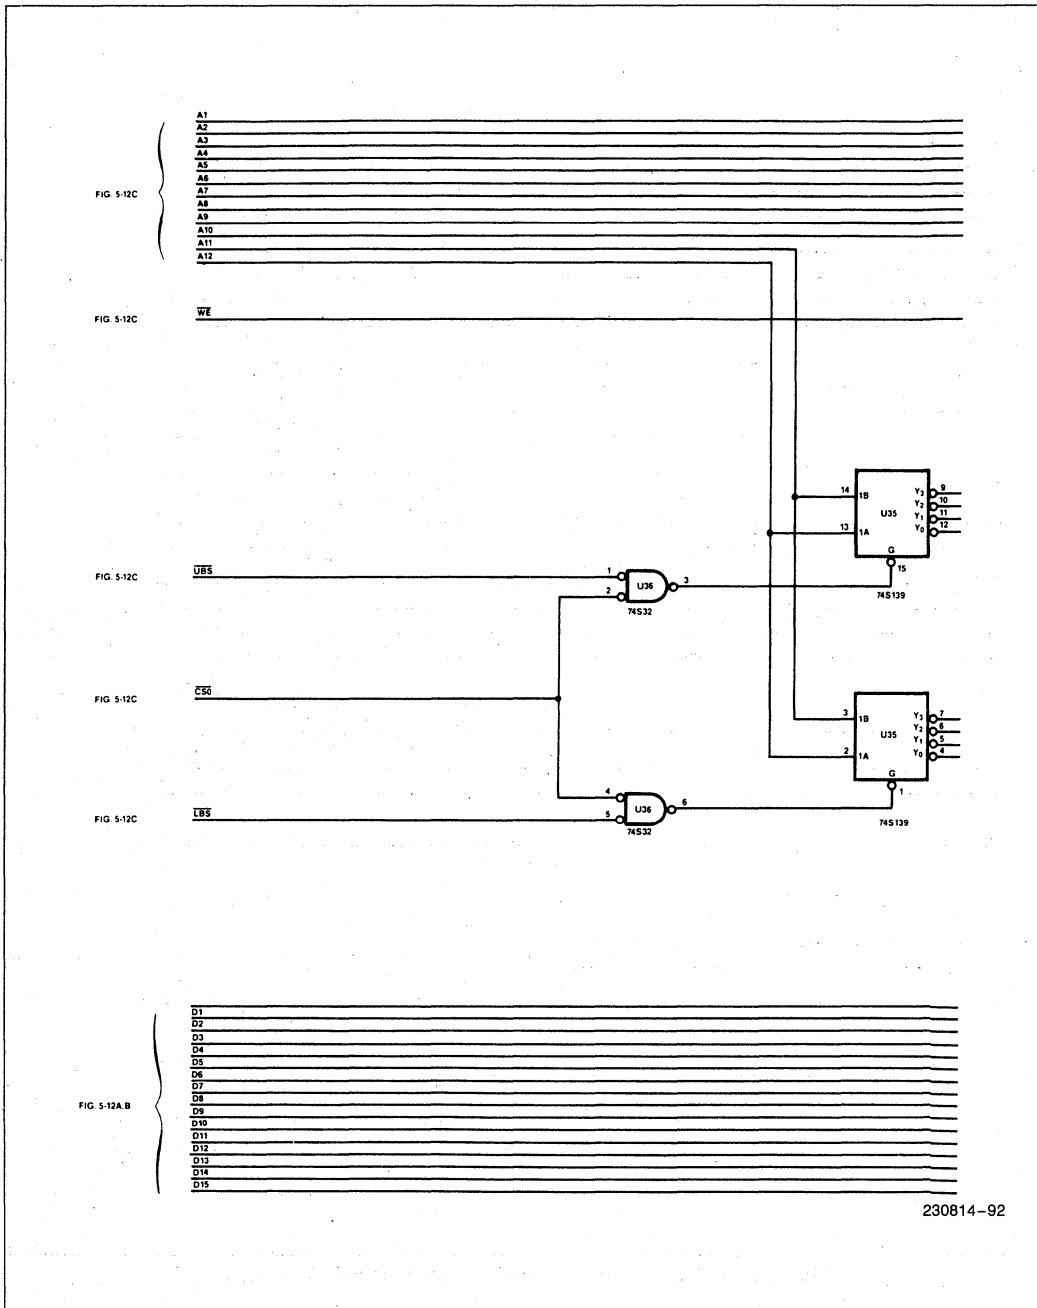 A1
A2
A3
A4
A5
A6
A7
A8
A9
A10
A11
A12
FIG. 5-12C
WE
FIG. 5-12C
14 1B Y3 9
Y2 10
U35 Y1 11
13 1A Y0 12
G
15
74S139
FIG. 5-12C
UBS
1
2
U36
3
74S32
FIG. 5-12C
CS0
3 1B Y3 7
Y2 6
U35 Y1 5
2 1A Y0 4
G
1
74S139
4
5
U36
6
74S32
FIG. 5-12C
LBS
D1
D2
D3
D4
D5
D6
D7
D8
D9
D10
D11
D12
D13
D14
D15
FIG. 5-12A.B
230814-92